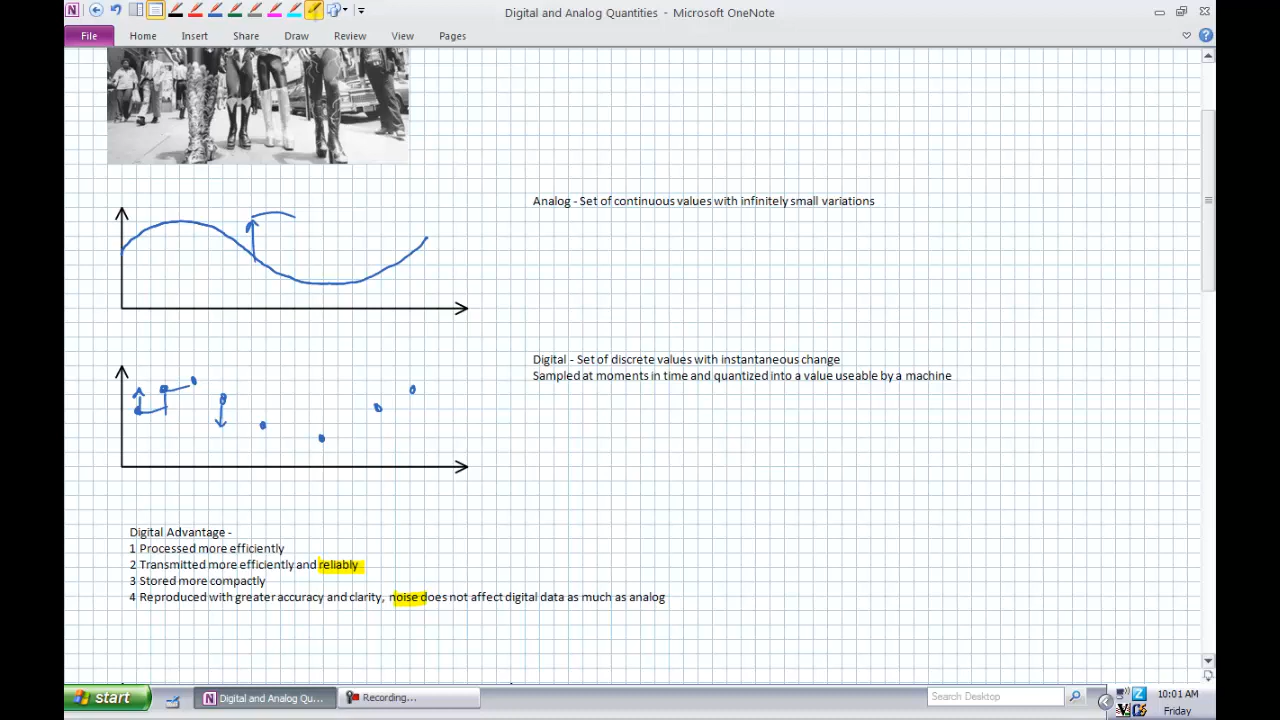 Digital and Analog Quantities - Microsoft OneNote
File Home Insert Share Draw Review View Pages
Analog - Set of continuous values with infinitely small variations
Digital - Set of discrete values with instantaneous change
Sampled at moments in time and quantized into a value useable by a machine
Digital Advantage -
1 Processed more efficiently
2 Transmitted more efficiently and reliably
3 Stored more compactly
4 Reproduced with greater accuracy and clarity, noise does not affect digital data as much as analog
start Digital and Analog Qu... Recording... Search Desktop 10:01 AM
Friday